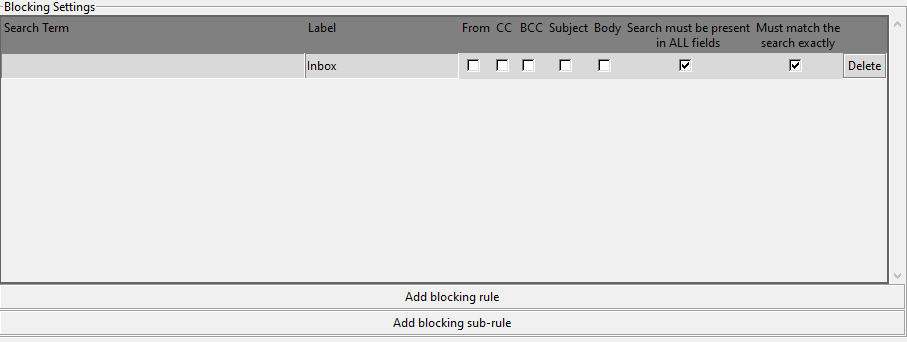 Blocking Settings
Search Term Label From CC BCC Subject Body Search must be present in ALL fields Must match the search exactly
Inbox Delete
Add blocking rule
Add blocking sub-rule